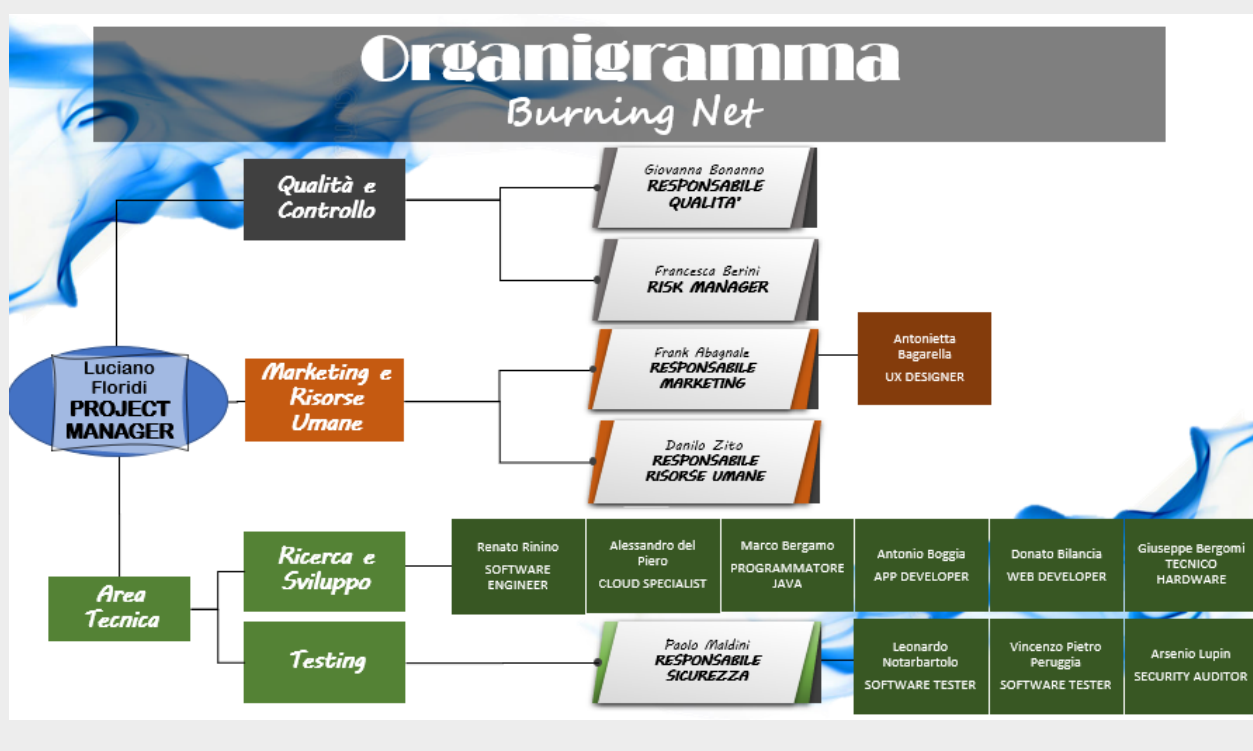 Organigramma
Burning Net
Qualità e
Controllo
Giovanna Bonanno
RESPONSABILE
QUALITA'
Francesca Berini
RISK MANAGER
Luciano
Floridi
PROJECT
MANAGER
Marketing e
Risorse
Umane
Frank Abagnale
RESPONSABILE
MARKETING
Antonietta
Bagarella
UX DESIGNER
Danilo Zito
RESPONSABILE
RISORSE UMANE
Area
Tecnica
Ricerca e
Sviluppo
Renato Rinino
SOFTWARE
ENGINEER
Alessandro del
Piero
CLOUD SPECIALIST
Marco Bergamo
PROGRAMMATORE
JAVA
Antonio Boggia
APP DEVELOPER
Donato Bilancia
WEB DEVELOPER
Giuseppe Bergomi
TECNICO
HARDWARE
Testing
Paolo Maldini
RESPONSABILE
SICUREZZA
Leonardo
Notarbartolo
SOFTWARE TESTER
Vincenzo Pietro
Peruggia
SOFTWARE TESTER
Arsenio Lupin
SECURITY AUDITOR